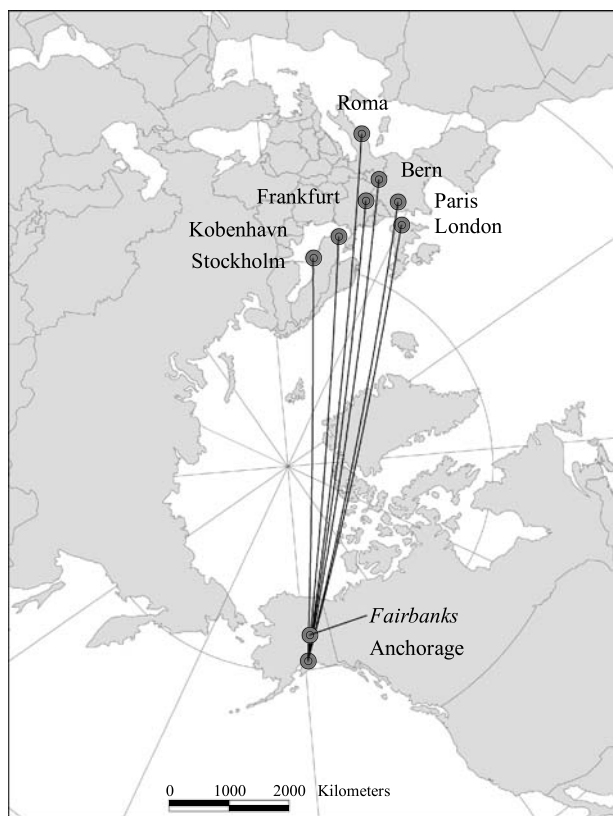 Roma
Bern
Frankfurt
Paris
Kobenhavn
London
Stockholm
Fairbanks
Anchorage
0 1000 2000 Kilometers